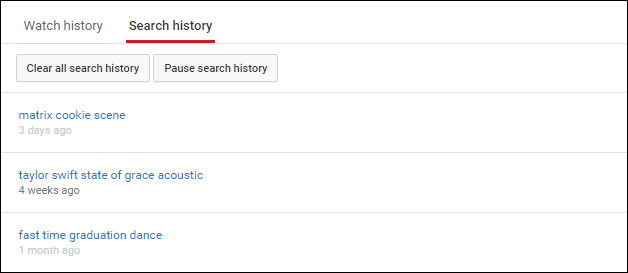 Watch history Search history
Clear all search history Pause search history
matrix cookie scene
3 days ago
taylor swift state of grace acoustic
4 weeks ago
fast time graduation dance
1 month ago